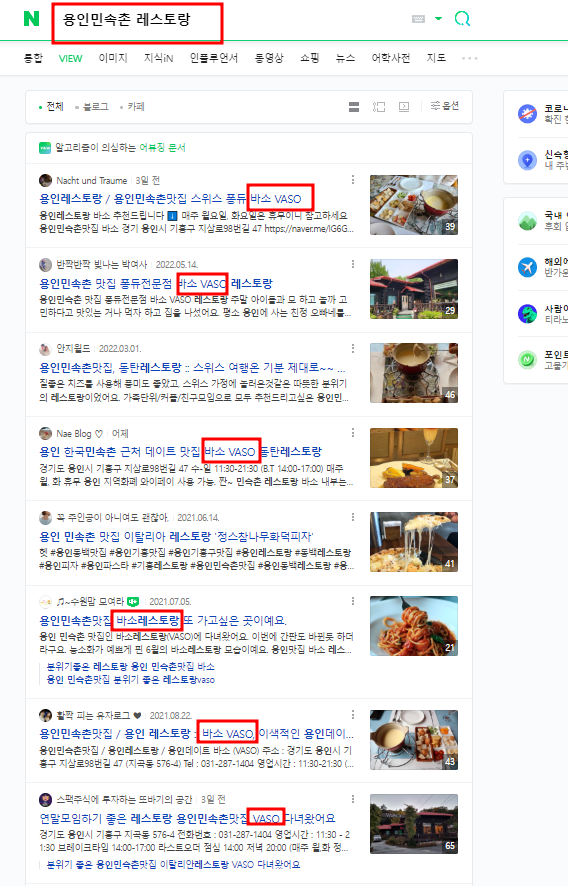 N 용인민속촌 레스토랑
통합 VIEW 이미지 지식iN 인플루언서 동영상 쇼핑 뉴스 어학사전 지도
전체 블로그 카페 옵션
알고리즘이 의심하는 어뷰징 문서
Nacht und Traume 3일 전
용인레스토랑 / 용인민속촌맛집 스위스 퐁듀 바소 VASO
용인레스토랑 바소 추천드립니다 매주 월요일, 화요일은 휴무이니 참고하세요
용인민속촌맛집 바소 경기 용인시 기흥구 지삼로98번길 47 https://naver.me/IG6G...
39
반짝반짝 빛나는 박여사 2022.05.14.
용인민속촌 맛집 퐁듀전문점 바소 VASO 레스토랑
용인민속촌 맛집 퐁듀전문점 바소 VASO 레스토랑 주말 아이들과 모 하고 놀까 고
민하다고 맛있는 거나 먹자 하고 집을 나섰어요. 평소 용인에 사는 친정 오빠네를...
29
안지월드 2022.03.01.
용인민속촌맛집, 동탄레스토랑 :: 스위스 여행온 기분 제대로~~ ...
질좋은 치즈를 사용해 풍미도 좋았고, 스위스 가정에 놀러온것같은 따뜻한 분위기
의 레스토랑이었어요. 가족단위/커플/친구모임으로 모두 추천드리고싶은 용인민...
46
Nae Blog ♡ 어제
용인 한국민속촌 근처 데이트 맛집 바소 VASO 동탄레스토랑
경기도 용인시 기흥구 지삼로98번길 47 수-일 11:30-21:30 (B.T 14:00-17:00) 매주
월, 화 휴무 용인 지역화폐 와이페이 사용 가능. 짠~ 민속촌 레스토랑 바소 내부는...
37
꼭 주인공이 아니여도 괜찮아. 2021.06.14.
용인 민속촌 맛집 이탈리아 레스토랑 '정스참나무화덕피자'
헷 #용인동백맛집 #용인기흥맛집 #용인기흥구맛집 #용인레스토랑 #동백레스토랑
#용인피자 #용인파스타 #기흥레스토랑 #용인민속촌맛집 #용인동백레스토랑 #용...
41
♬~수원맘 모여라 2021.07.05.
용인민속촌맛집 바소레스토랑 또 가고싶은 곳이예요.
용인 민속촌 맛집인 바소레스토랑(VASO)에 다녀왔어요. 이번에 간판도 바뀐듯 하더
라구요. 능소화가 예쁘게 핀 6월의 바소레스토랑 모습이예요. 용인맛집 바소 레스...
분위기좋은 레스토랑 용인 민속촌맛집 바소
용인 민속촌맛집 분위기 좋은 레스토랑vaso
21
활짝 피는 유자로그 ♥ 2021.08.22.
용인민속촌맛집 / 용인 레스토랑 : 바소 VASO, 이색적인 용인데이...
용인민속촌맛집 / 용인레스토랑 / 용인데이트 바소 (VASO) 주소 : 경기도 용인시 기
흥구 지삼로98번길 47 (지곡동 576-4) Tel : 031-287-1404 영업시간 : 11:30-21:30 (...
43
스팩주식에 투자하는 또바기의 공간 3일 전
연말모임하기 좋은 레스토랑 용인민속촌맛집 VASO 다녀왔어요
경기도 용인시 기흥구 지곡동 576-4 전화번호 : 031-287-1404 영업시간 : 11:30 - 2
1:30 브레이크타임 14:00-17:00 라스트오더 점심 14:00 저녁 20:00 (매주 월,화 정...
분위기 좋은 용인민속촌맛집 이탈리안레스토랑 VASO 다녀왔어요
65
코로나
확진 현
신속항
내 주변
국내
후회 없
해외
반가운
사람이
티라노
포인트
고물가